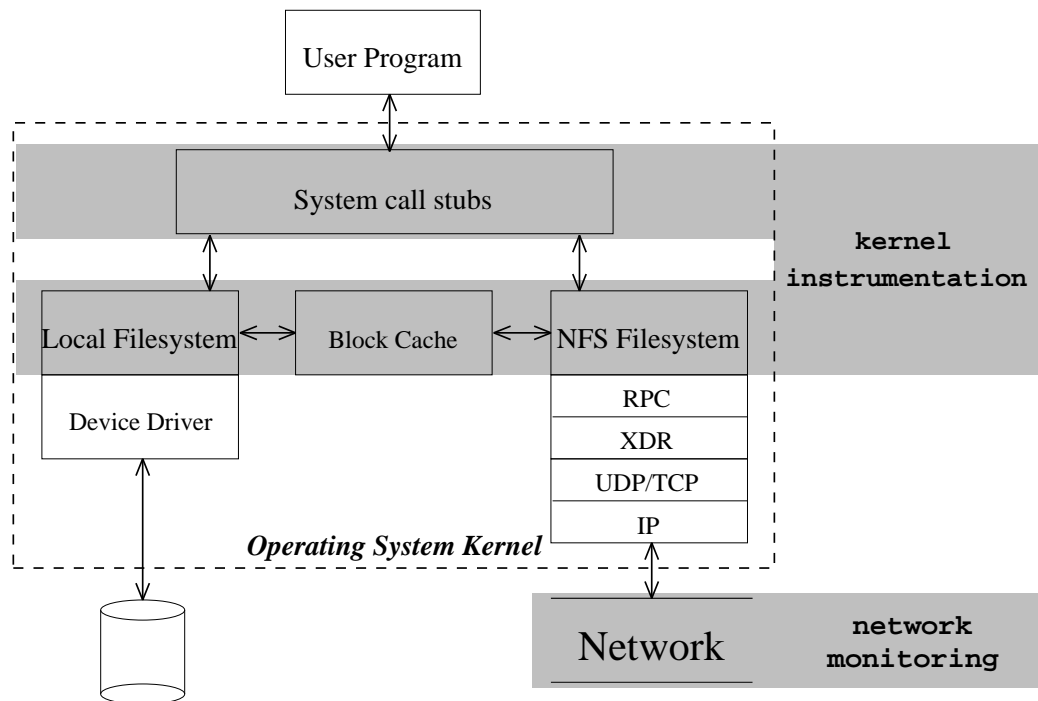 User Program
System call stubs
kernel
instrumentation
Local Filesystem
Block Cache
NFS Filesystem
Device Driver
RPC
XDR
UDP/TCP
IP
Operating System Kernel
Network
network
monitoring